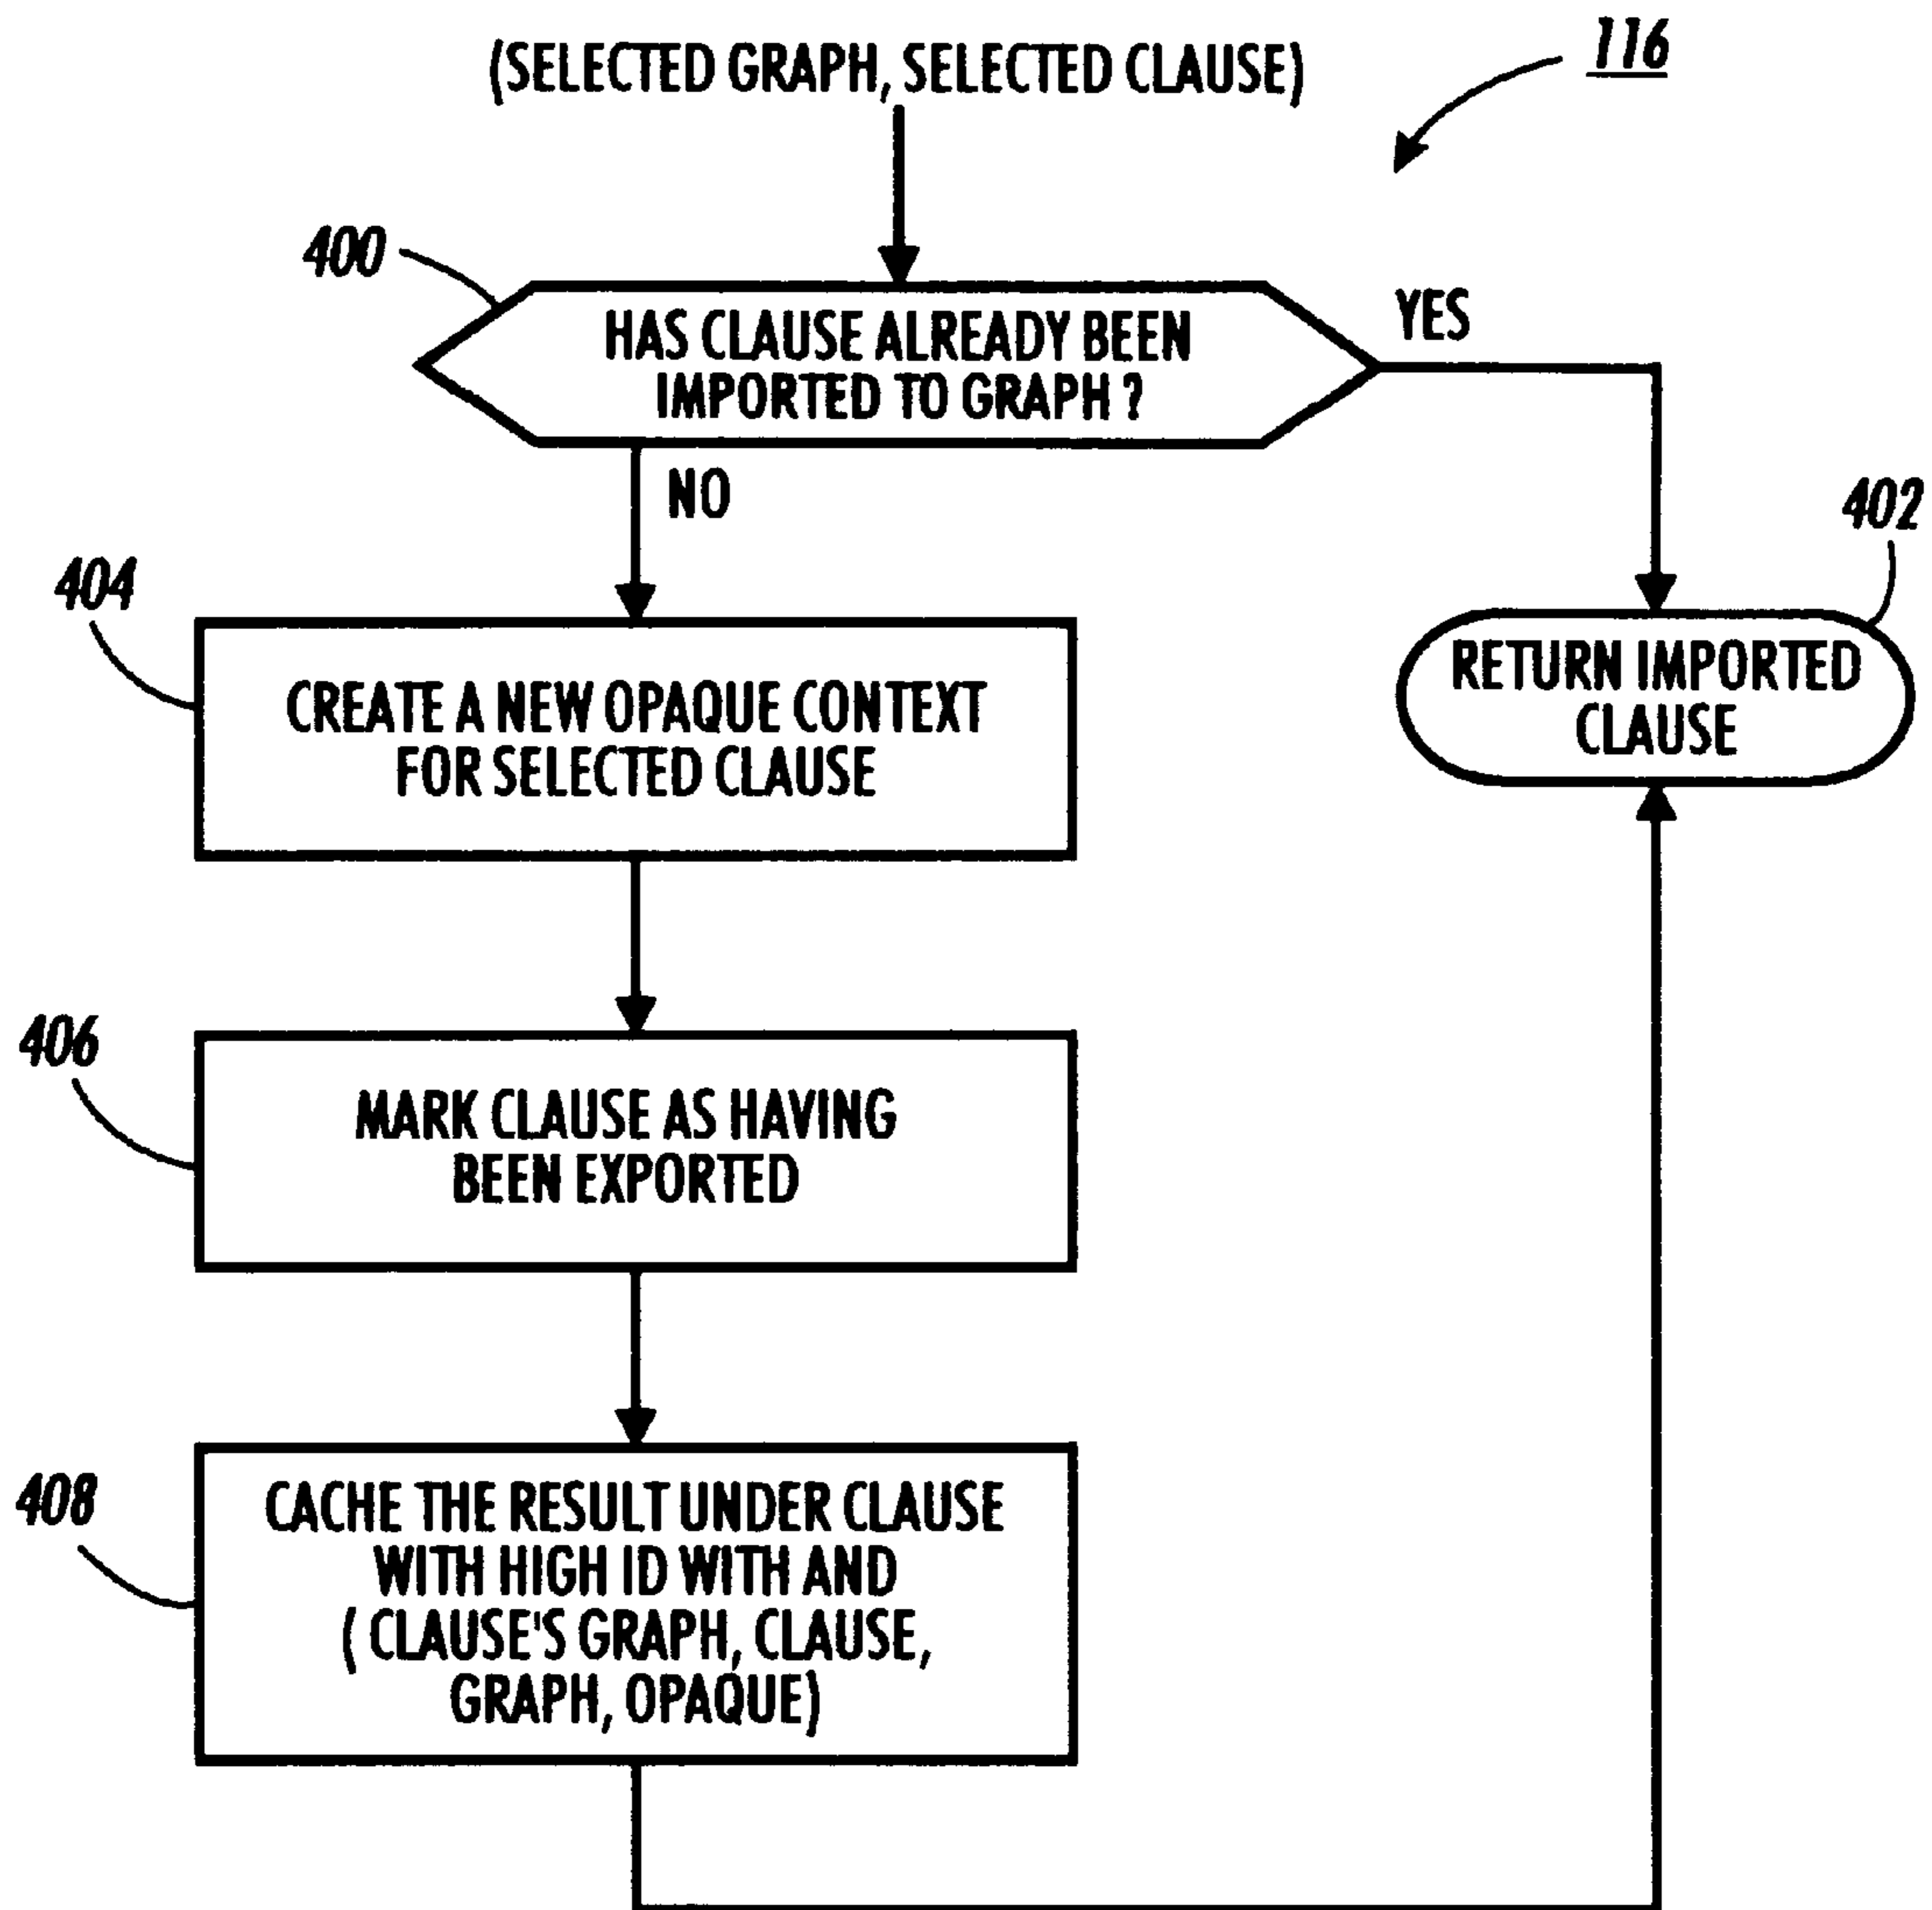 116
(SELECTED GRAPH, SELECTED CLAUSE)
400
HAS CLAUSE ALREADY BEEN
IMPORTED TO GRAPH ?
YES
NO
402
RETURN IMPORTED
CLAUSE
404
CREATE A NEW OPAQUE CONTEXT
FOR SELECTED CLAUSE
406
MARK CLAUSE AS HAVING
BEEN EXPORTED
408
CACHE THE RESULT UNDER CLAUSE
WITH HIGH ID WITH AND
( CLAUSE'S GRAPH, CLAUSE,
GRAPH, OPAQUE)